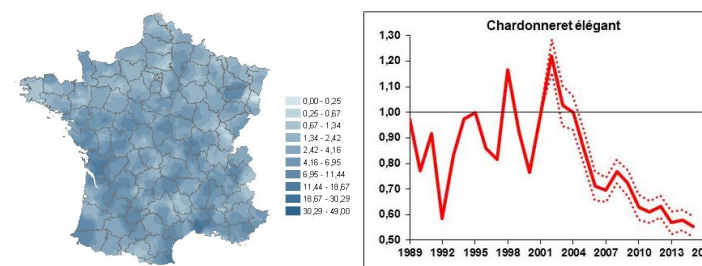 0,00 - 0,25
0,25 - 0,67
0,67 - 1,34
1,34 - 2,42
2,42 - 4,16
4,16 - 6,95
6,95 - 11,44
11,44 - 18,67
18,67 - 30,29
30,29 - 49,00
Chardonneret élégant
1,30
1,20
1,10
1,00
0,90
0,80
0,70
0,60
0,50
1989 1992 1995 1998 2001 2004 2007 2010 2013 20